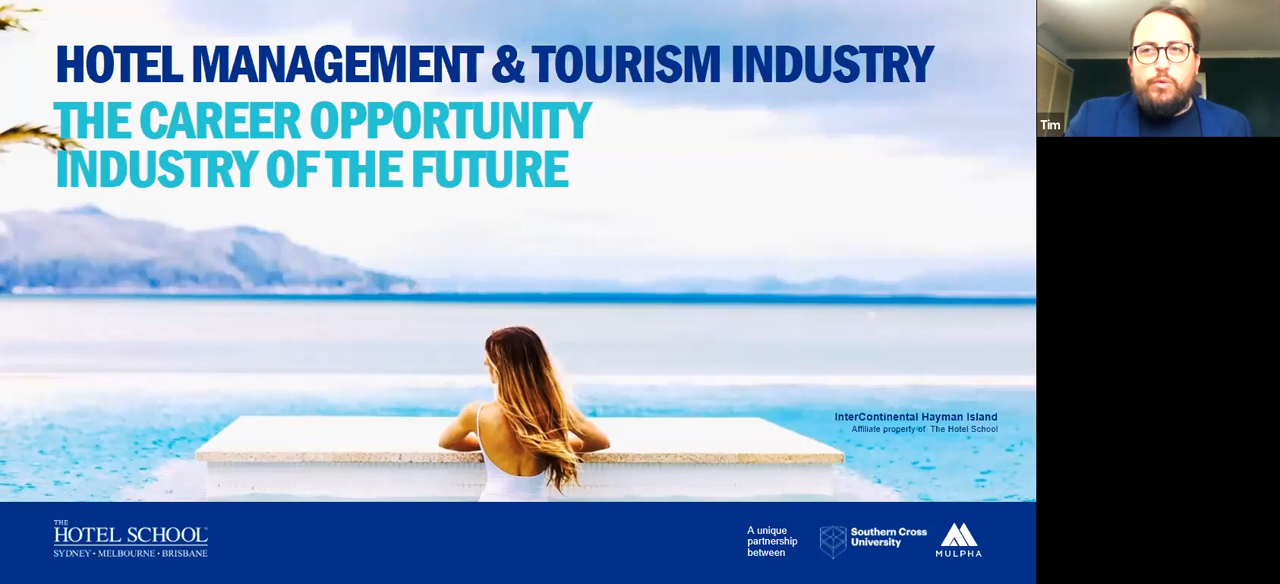 HOTEL MANAGEMENT & TOURISM INDUSTRY
THE CAREER OPPORTUNITY
INDUSTRY OF THE FUTURE
Tim
InterContinental Hayman Island
Affiliate property of The Hotel School
THE
HOTEL SCHOOL
SYDNEY • MELBOURNE • BRISBANE
A unique
partnership
between
Southern Cross
University
MULPHA